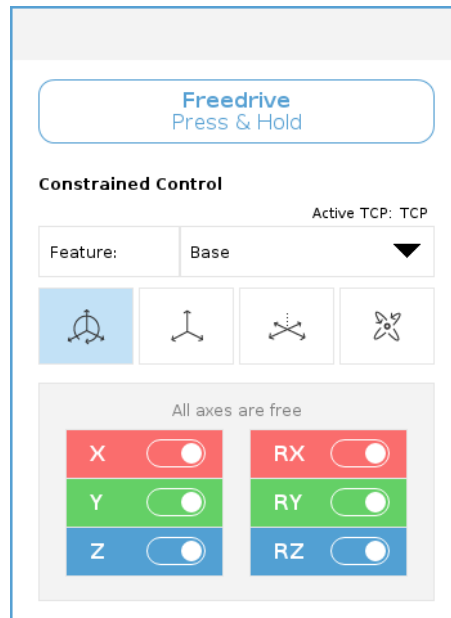 Freedrive
Press & Hold
Constrained Control
Active TCP: TCP
Feature: Base
All axes are free
X RX
Y RY
Z RZ